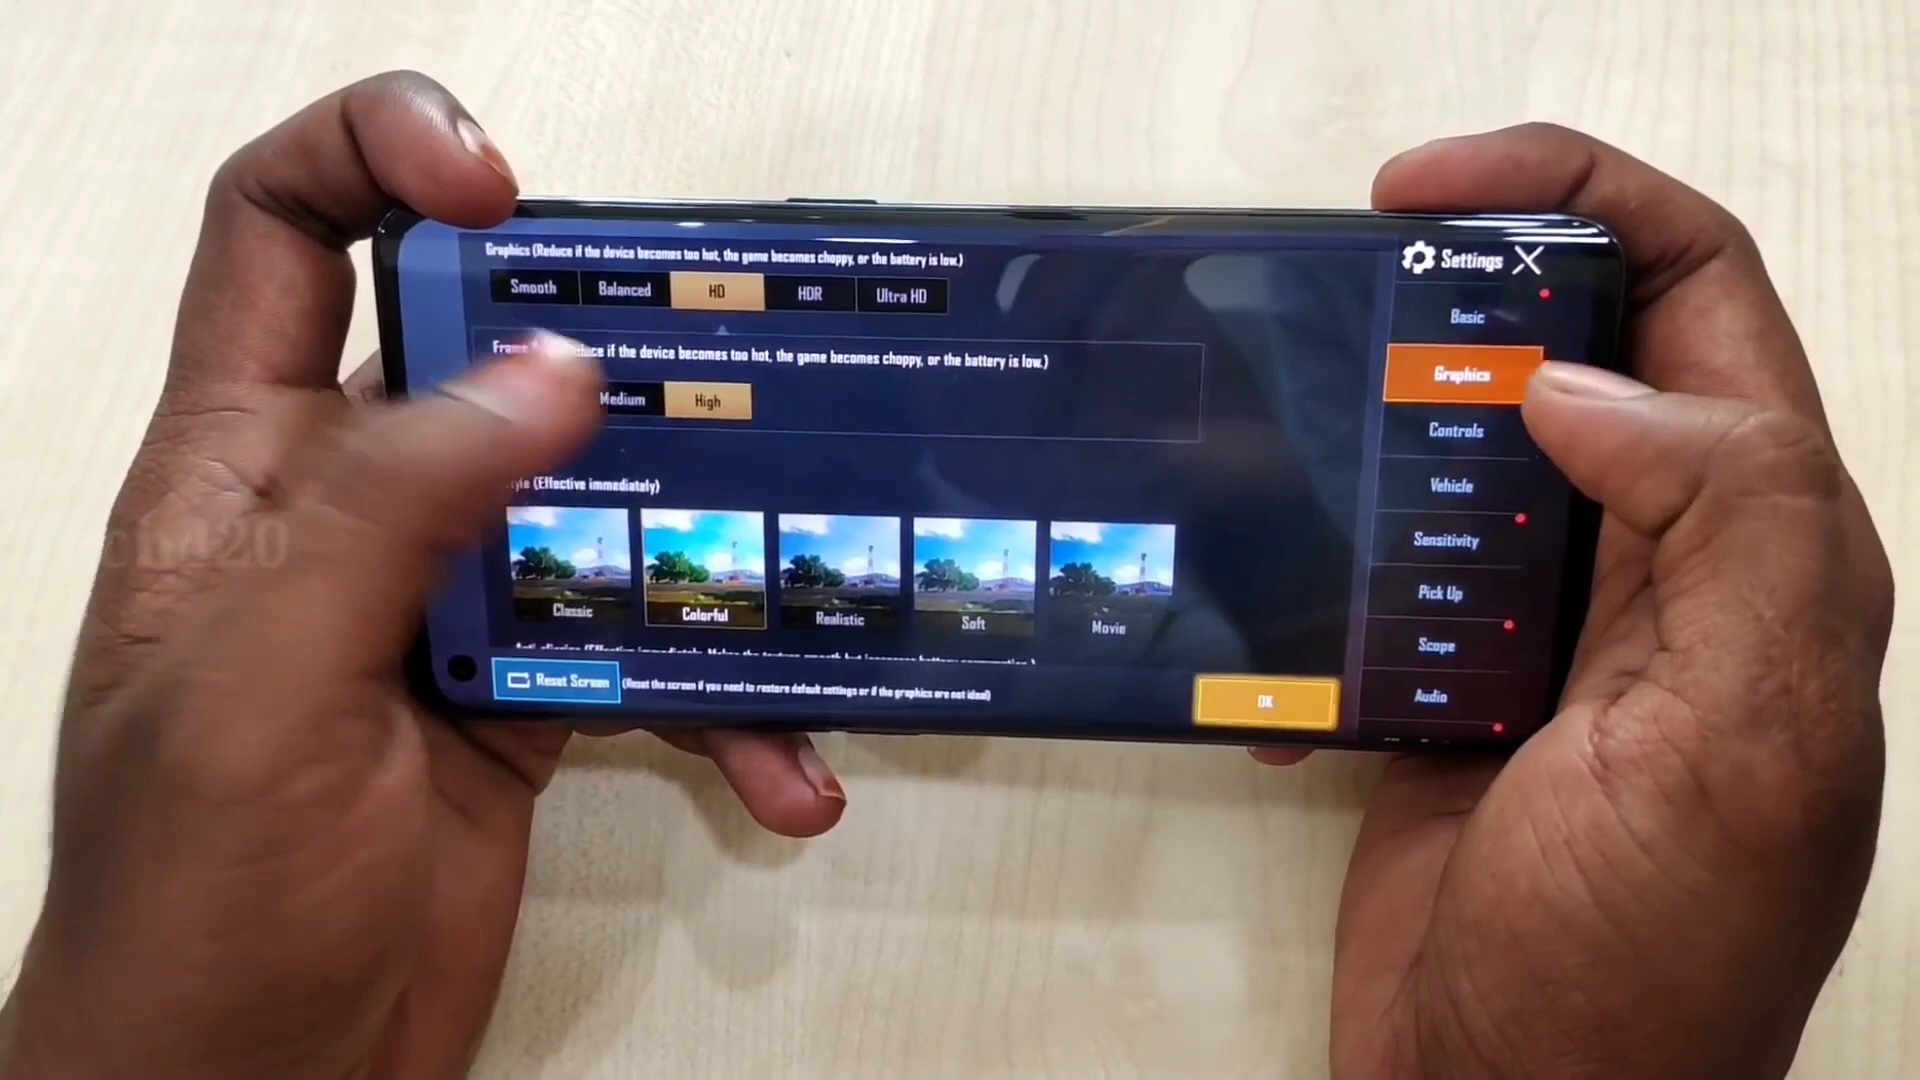 Graphics (Reduce if the device becomes too hot, the game becomes choppy, or the battery is low.)
Smooth Balanced HD HDR Ultra HD
if the device becomes too hot, the game becomes choppy, or the battery is low.)
Medium High
(Effective immediately)
Classic Colorful Realistic Soft Movie
Reset Screen (Reset the screen if you need to restore default settings or if the graphics are not ideal)
OK
Settings
Basic
Graphics
Controls
Vehicle
Sensitivity
Pick Up
Scope
Audio